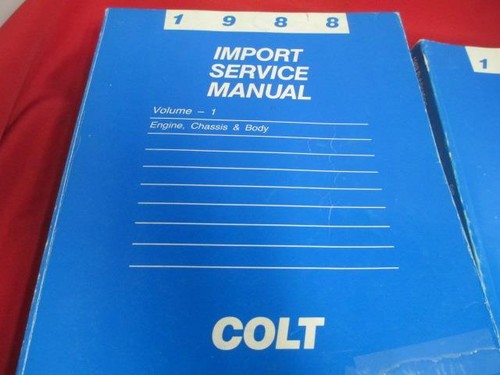 1 9 8 8
IMPORT
SERVICE
MANUAL
Volume - 1
Engine, Chassis & Body
COLT
1